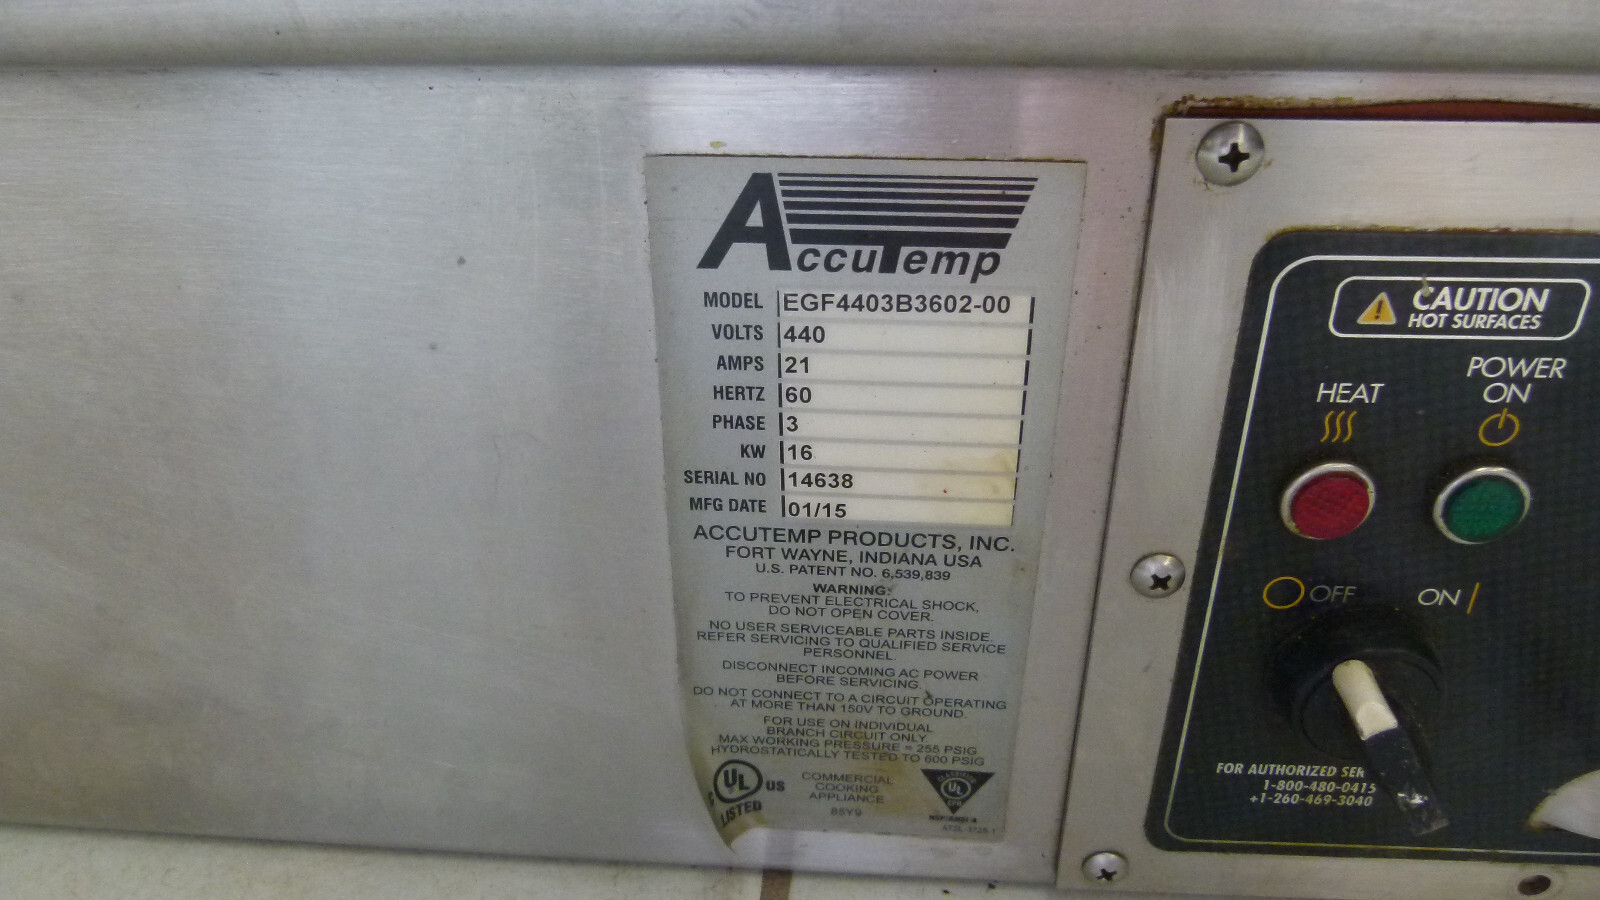 AccuTemp
MODEL EGF4403B3602-00
VOLTS 440
AMPS 21
HERTZ 60
PHASE 3
KW 16
SERIAL NO 14638
MFG DATE 01/15
ACCUTEMP PRODUCTS, INC.
FORT WAYNE, INDIANA USA
U.S. PATENT NO. 6,539,839
WARNING:
TO PREVENT ELECTRICAL SHOCK,
DO NOT OPEN COVER.
NO USER SERVICEABLE PARTS INSIDE.
REFER SERVICING TO QUALIFIED SERVICE
PERSONNEL.
DISCONNECT INCOMING AC POWER
BEFORE SERVICING.
DO NOT CONNECT TO A CIRCUIT OPERATING
AT MORE THAN 150V TO GROUND.
FOR USE ON INDIVIDUAL
BRANCH CIRCUIT ONLY
MAX WORKING PRESSURE = 255 PSIG
HYDROSTATICALLY TESTED TO 600 PSIG
C UL US
LISTED
COMMERCIAL
COOKING
APPLIANCE
85Y9
UL
CAUTION
HOT SURFACES
HEAT
POWER
ON
OFF
ON
FOR AUTHORIZED SER
1-800-480-0415
+1-260-469-3040